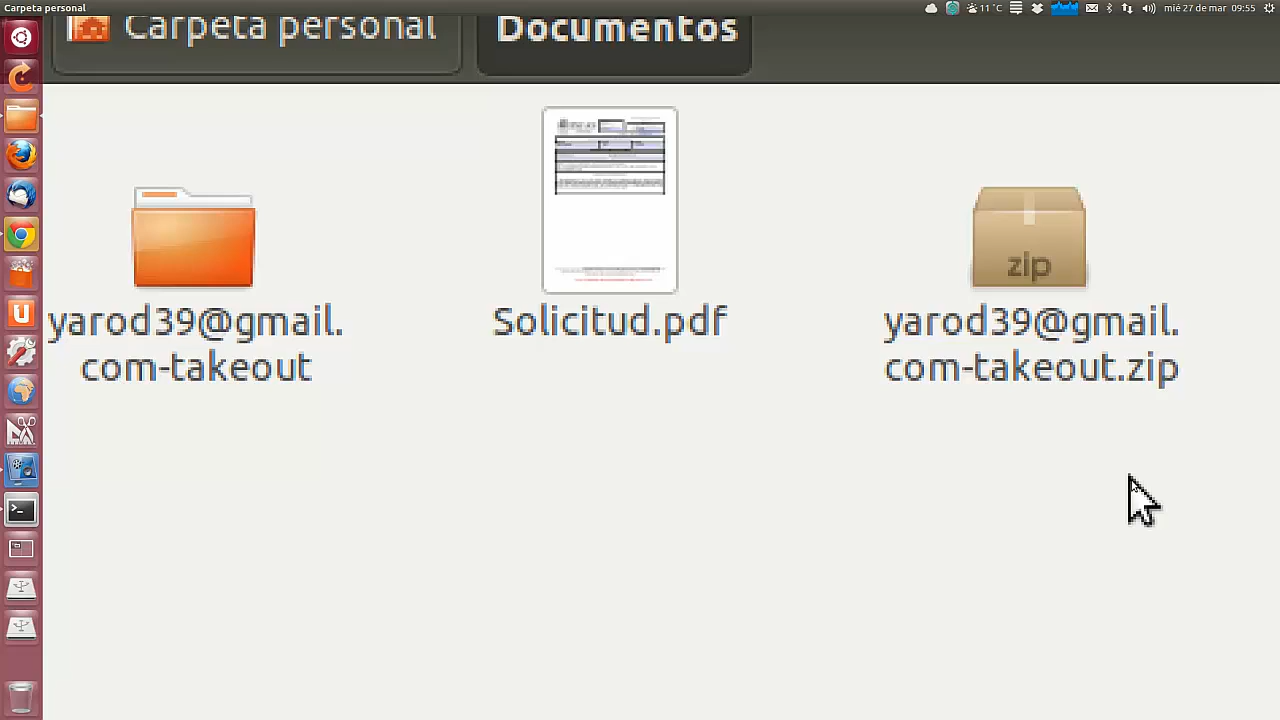 Carpeta personal
11 °C
mié 27 de mar 09:55
Carpeta personal
Documentos
yarod39@gmail.
com-takeout
Solicitud.pdf
zip
yarod39@gmail.
com-takeout.zip